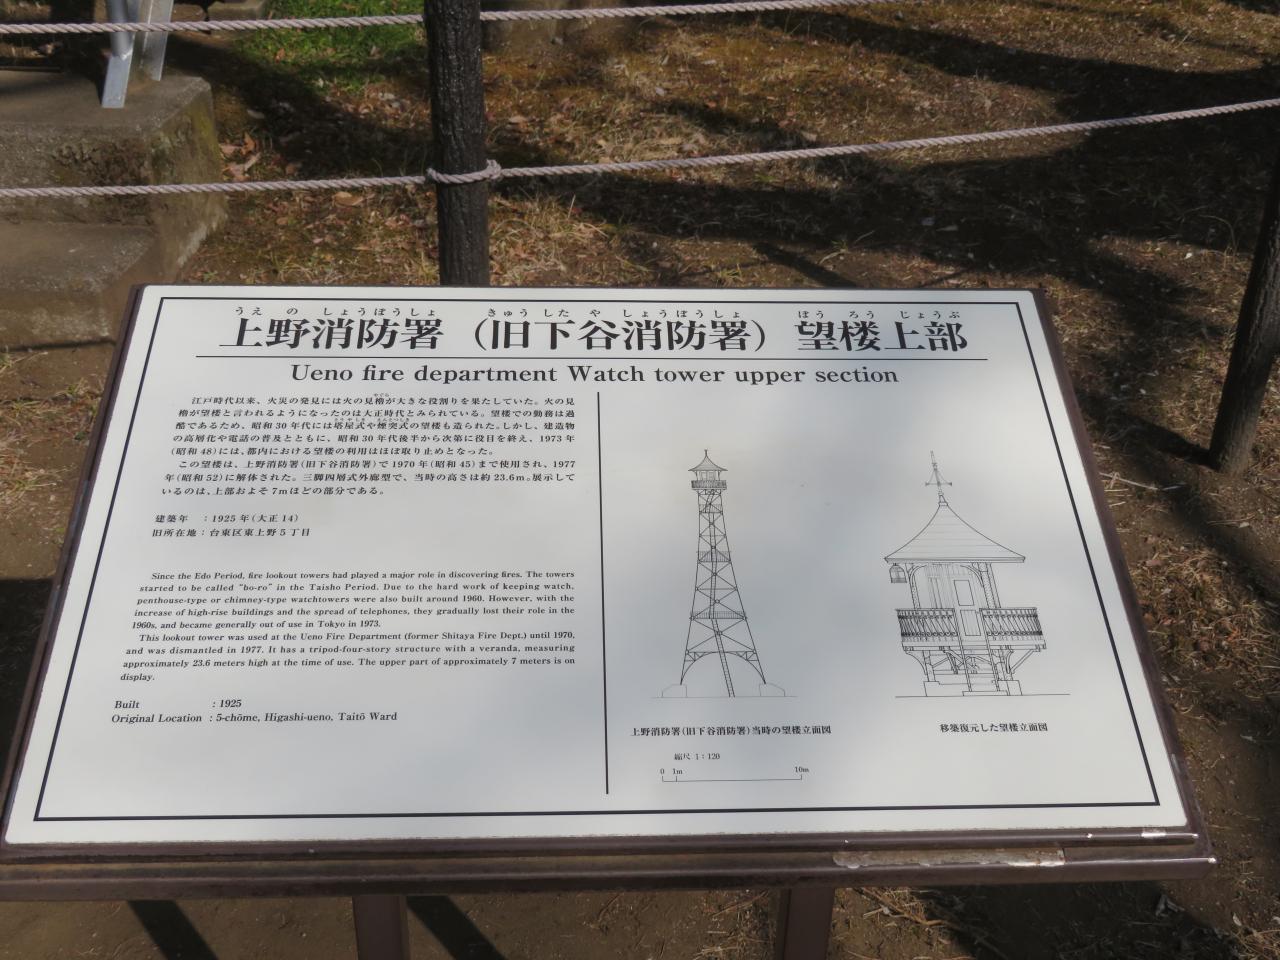 うえ の しょうぼうしょ きゅう した や しょうぼうしょ ぼう ろう じょうぶ
上野消防署（旧下谷消防署）望楼上部
Ueno fire department Watch tower upper section
やぐら
江戸時代以来、火災の発見には火の見櫓が大きな役割りを果たしていた。火の見
櫓が望楼と言われるようになったのは大正時代とみられている。望楼での勤務は過
とうやしき えんとつしき
酷であるため、昭和30年代には塔屋式や煙突式の望楼も造られた。しかし、建造物
の高層化や電話の普及とともに、昭和30年代後半から次第に役目を終え、1973年
（昭和48）には、都内における望楼の利用はほぼ取り止めとなった。
この望楼は、上野消防署（旧下谷消防署）で1970年（昭和45）まで使用され、1977
年（昭和52）に解体された。三脚四層式外廊型で、当時の高さは約23.6m。展示して
いるのは、上部およそ7mほどの部分である。
建築年 ：1925年（大正14）
旧所在地：台東区東上野5丁目
Since the Edo Period, fire lookout towers had played a major role in discovering fires. The towers
started to be called "bo-ro" in the Taisho Period. Due to the hard work of keeping watch,
penthouse-type or chimney-type watchtowers were also built around 1960. However, with the
increase of high-rise buildings and the spread of telephones, they gradually lost their role in the
1960s, and became generally out of use in Tokyo in 1973.
This lookout tower was used at the Ueno Fire Department (former Shitaya Fire Dept.) until 1970,
and was dismantled in 1977. It has a tripod-four-story structure with a veranda, measuring
approximately 23.6 meters high at the time of use. The upper part of approximately 7 meters is on
display.
Built : 1925
Original Location : 5-chōme, Higashi-ueno, Taitō Ward
上野消防署（旧下谷消防署）当時の望楼立面図
縮尺 1：120
0 1m 10m
移築復元した望楼立面図